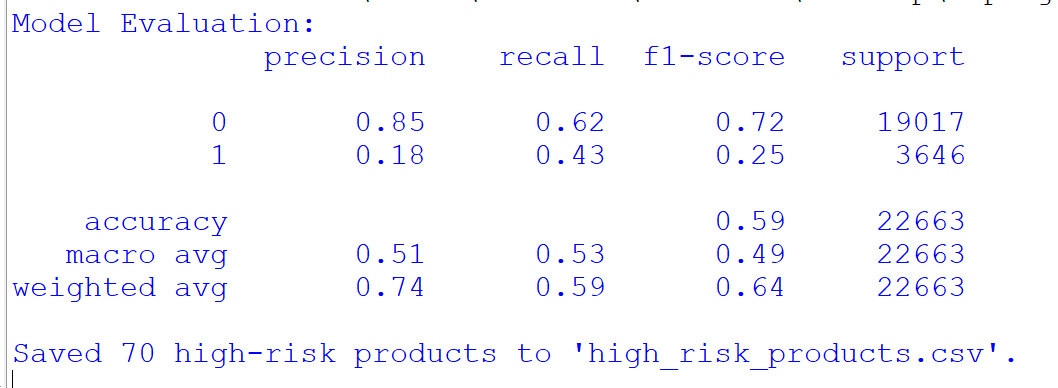 Model Evaluation:
precision recall f1-score support
0 0.85 0.62 0.72 19017
1 0.18 0.43 0.25 3646
accuracy 0.59 22663
macro avg 0.51 0.53 0.49 22663
weighted avg 0.74 0.59 0.64 22663
Saved 70 high-risk products to 'high_risk_products.csv'.